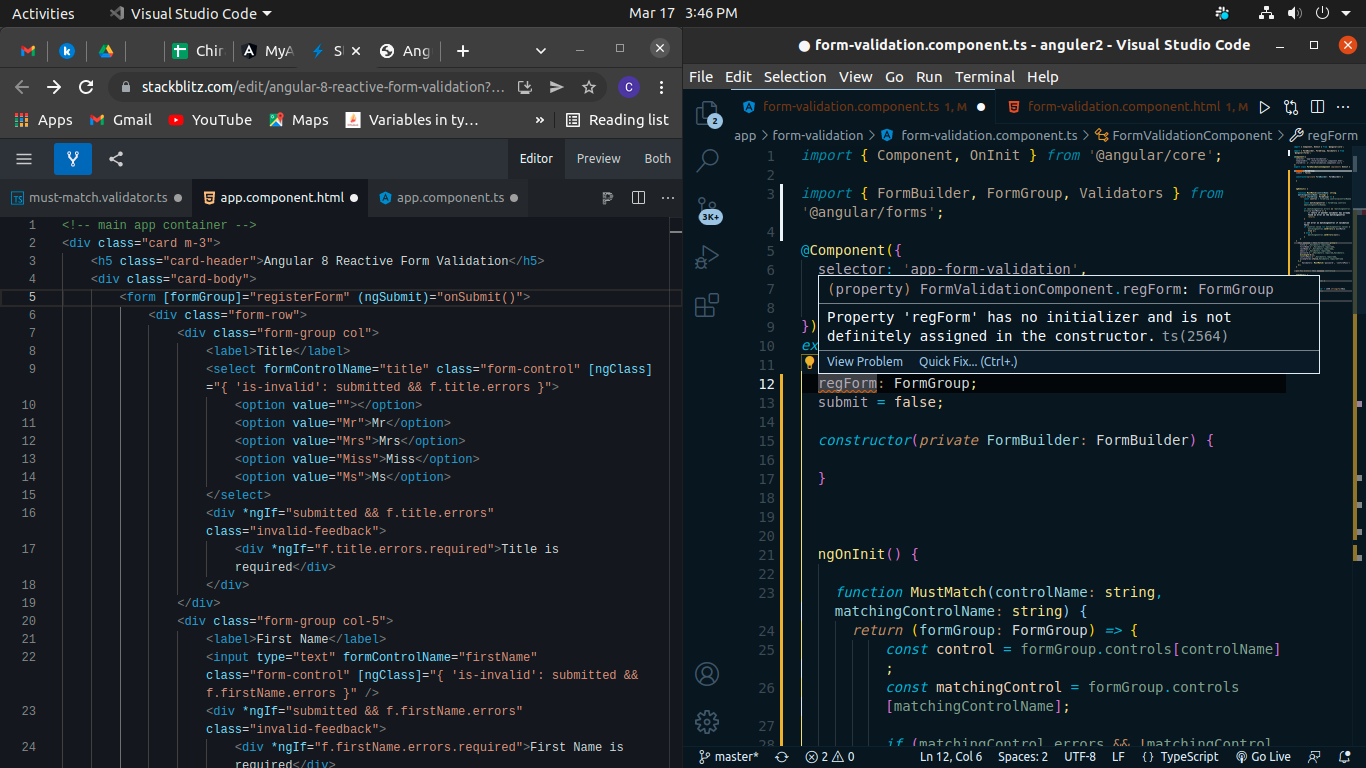 Activities
Visual Studio Code
Mar 17 3:46 PM
Chi
MyA
S
Ang
stackblitz.com/edit/angular-8-reactive-form-validation?...
C
Apps
Gmail
YouTube
Maps
Variables in ty...
»
Reading list
Editor
Preview
Both
must-match.validator.ts
app.component.html
app.component.ts
1 <!-- main app container -->
2 <div class="card m-3">
3 <h5 class="card-header">Angular 8 Reactive Form Validation</h5>
4 <div class="card-body">
5 <form [formGroup]="registerForm" (ngSubmit)="onSubmit()">
6 <div class="form-row">
7 <div class="form-group col">
8 <label>Title</label>
9 <select formControlName="title" class="form-control" [ngClass]
="{ 'is-invalid': submitted && f.title.errors }">
10 <option value=""></option>
11 <option value="Mr">Mr</option>
12 <option value="Mrs">Mrs</option>
13 <option value="Miss">Miss</option>
14 <option value="Ms">Ms</option>
15 </select>
16 <div *ngIf="submitted && f.title.errors"
class="invalid-feedback">
17 <div *ngIf="f.title.errors.required">Title is
required</div>
18 </div>
19 </div>
20 <div class="form-group col-5">
21 <label>First Name</label>
22 <input type="text" formControlName="firstName"
class="form-control" [ngClass]="{ 'is-invalid': submitted &&
f.firstName.errors }" />
23 <div *ngIf="submitted && f.firstName.errors"
class="invalid-feedback">
24 <div *ngIf="f.firstName.errors.required">First Name is
required</div>
● form-validation.component.ts - anguler2 - Visual Studio Code
File Edit Selection View Go Run Terminal Help
form-validation.component.ts 1, M
form-validation.component.html 1, M
app > form-validation > form-validation.component.ts > FormValidationComponent > regForm
2
3K+
1 import { Component, OnInit } from '@angular/core';
2
3 import { FormBuilder, FormGroup, Validators } from
'@angular/forms';
4
5 @Component({
6 selector: 'app-form-validation',
7
8
9 })
10 ex
11
(property) FormValidationComponent.regForm: FormGroup
Property 'regForm' has no initializer and is not
definitely assigned in the constructor. ts(2564)
View Problem Quick Fix... (Ctrl+.)
12 regForm: FormGroup;
13 submit = false;
14
15 constructor(private FormBuilder: FormBuilder) {
16
17 }
18
19
20
21 ngOnInit() {
22
23 function MustMatch(controlName: string,
matchingControlName: string) {
24 return (formGroup: FormGroup) => {
25 const control = formGroup.controls[controlName]
;
26 const matchingControl = formGroup.controls
[matchingControlName];
27
28 if (matchingControl.errors && !matchingControl
master*
2 0
Ln 12, Col 6
Spaces: 2
UTF-8
LF
{ } TypeScript
Go Live